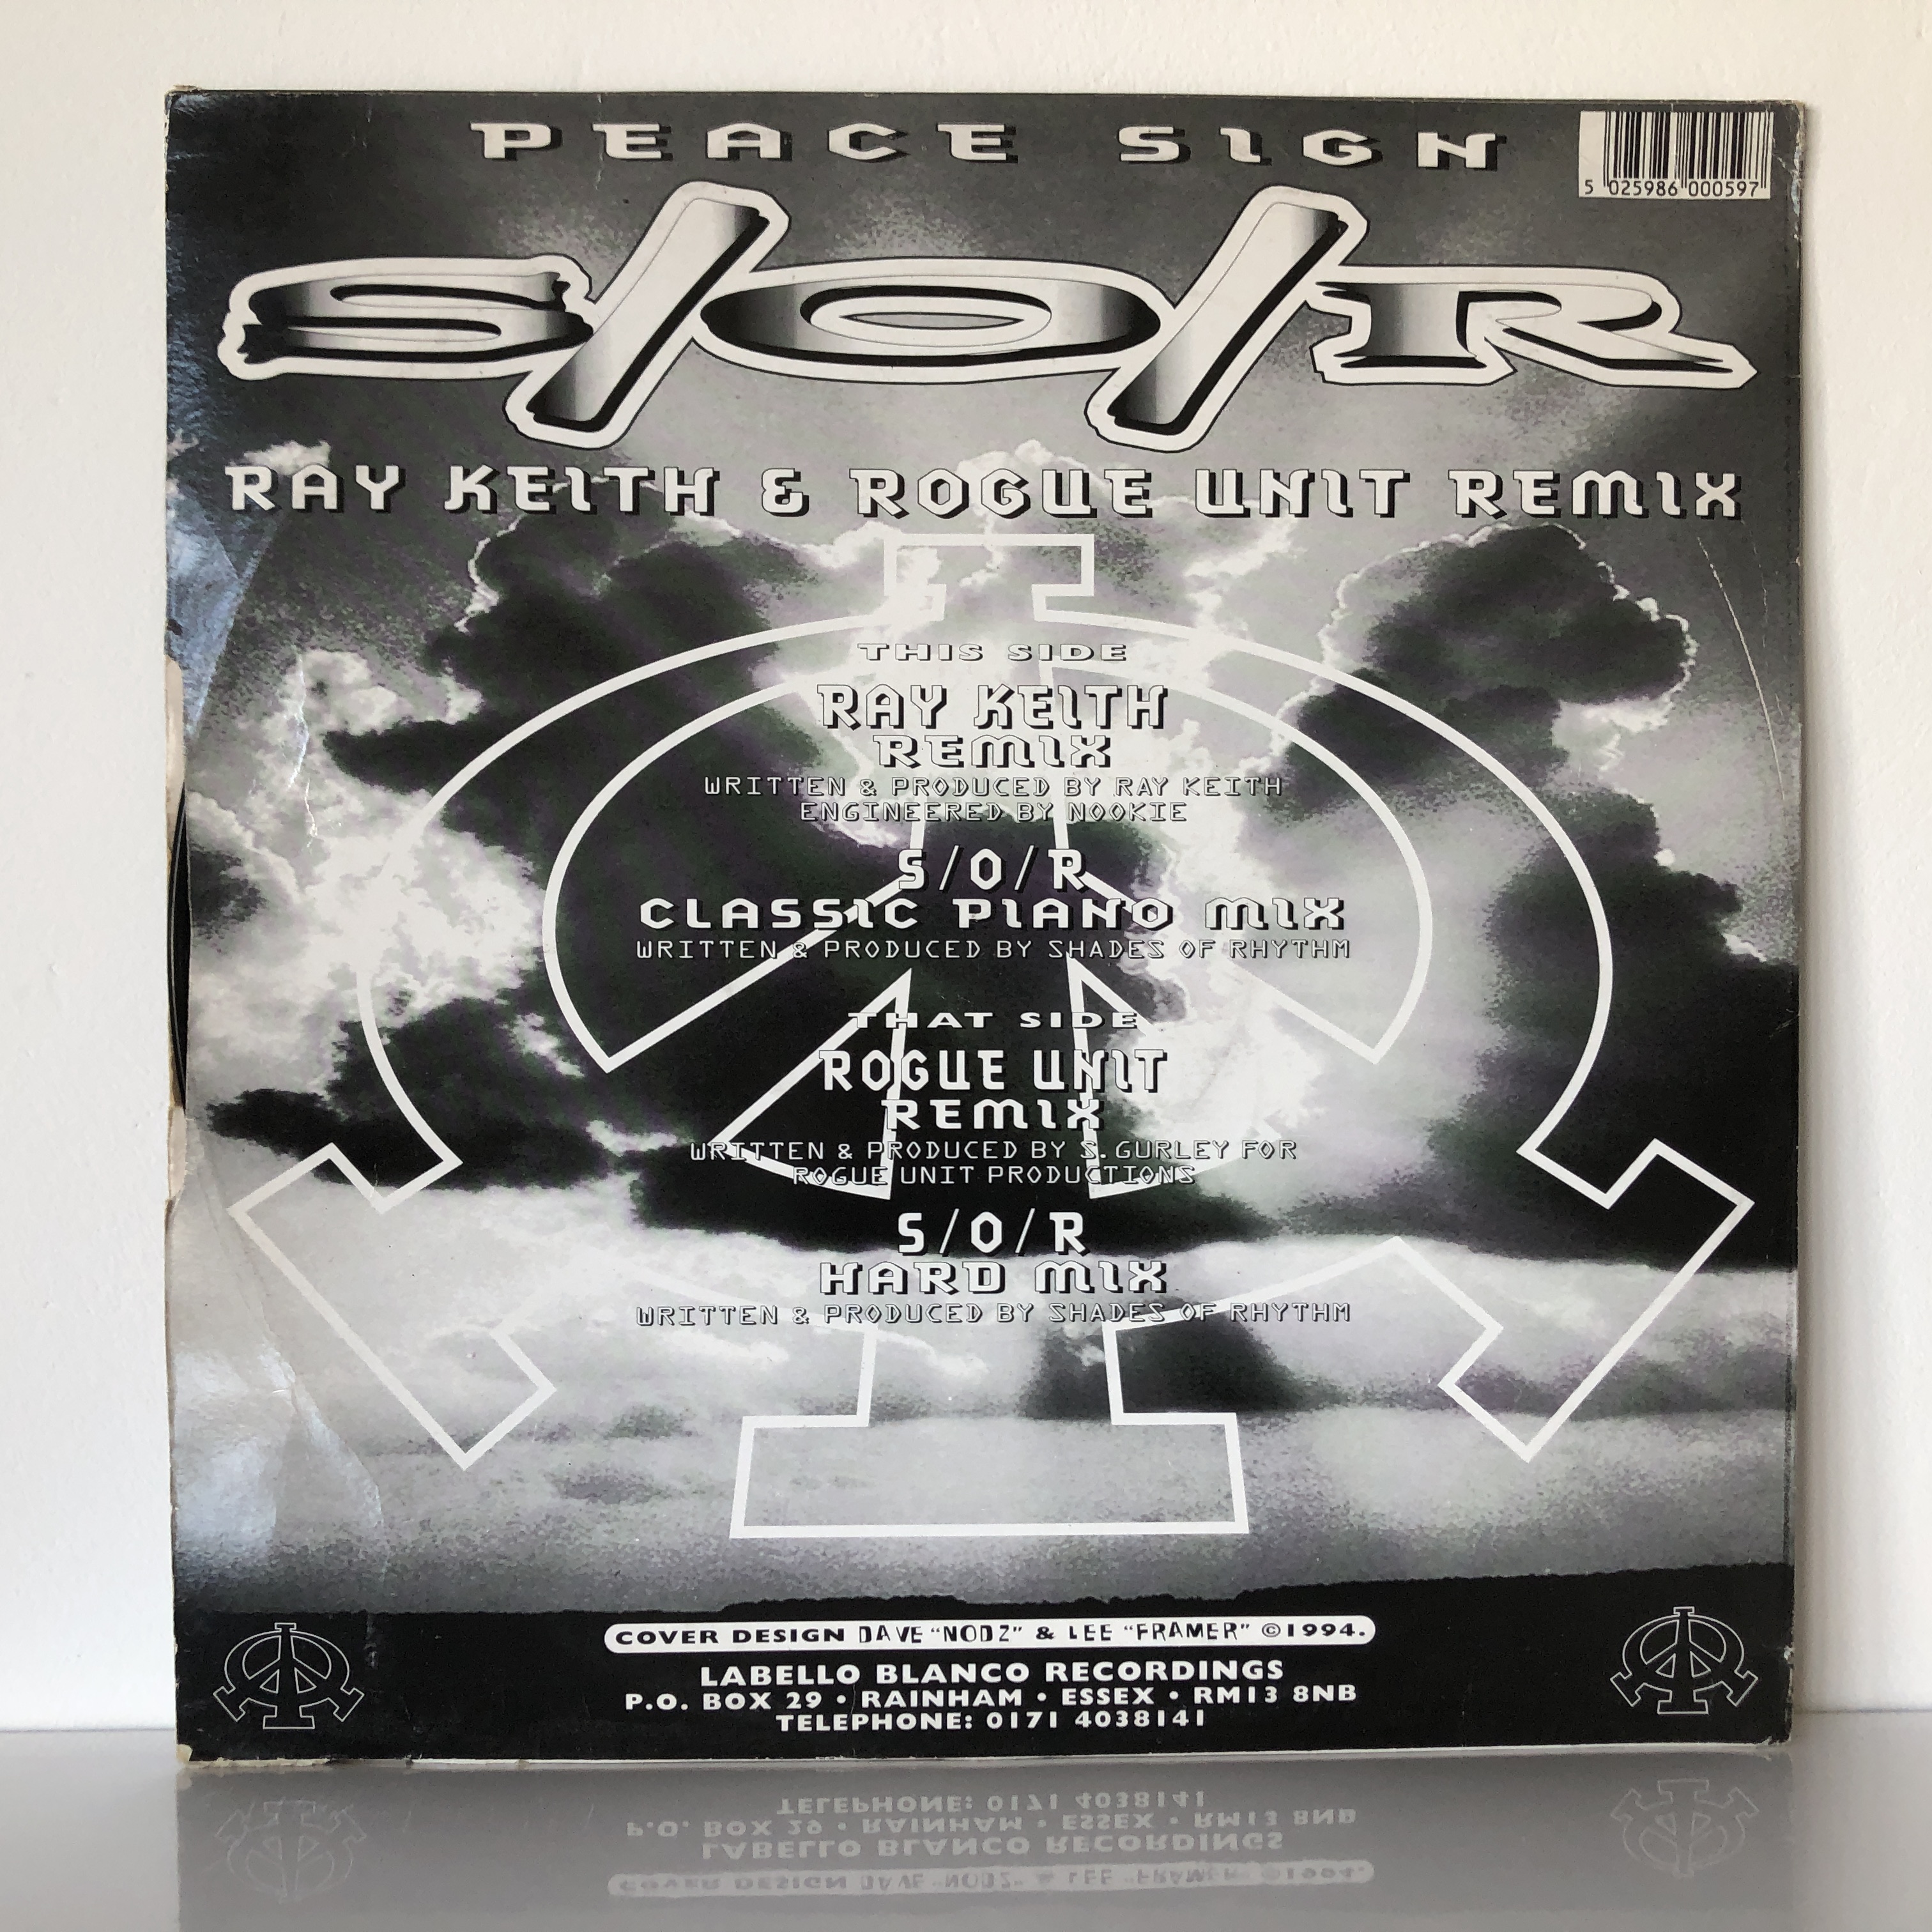 PEACE SIGN
5 025986 000597
S/O/R
RAY KEITH & ROGUE UNIT REMIX
THIS SIDE
RAY KEITH
REMIX
WRITTEN & PRODUCED BY RAY KEITH
ENGINEERED BY NOOKIE
S/O/R
CLASSIC PIANO MIX
WRITTEN & PRODUCED BY SHADES OF RHYTHM
THAT SIDE
ROGUE UNIT
REMIX
WRITTEN & PRODUCED BY S. GURLEY FOR
ROGUE UNIT PRODUCTIONS
S/O/R
HARD MIX
WRITTEN & PRODUCED BY SHADES OF RHYTHM
COVER DESIGN DAVE "NODZ" & LEE "FRAMER" ©1994.
LABELLO BLANCO RECORDINGS
P.O. BOX 29 • RAINHAM • ESSEX • RM13 8NB
TELEPHONE: 0171 4038141